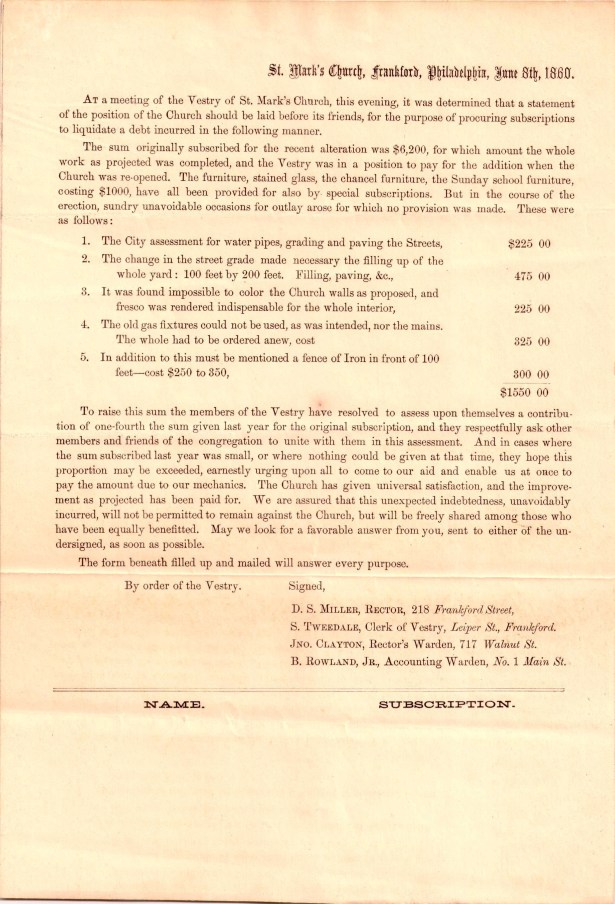 St. Mark's Church, Frankford, Philadelphia, June 8th, 1860.
At a meeting of the Vestry of St. Mark's Church, this evening, it was determined that a statement
of the position of the Church should be laid before its friends, for the purpose of procuring subscriptions
to liquidate a debt incurred in the following manner.
The sum originally subscribed for the recent alteration was $6,200, for which amount the whole
work as projected was completed, and the Vestry was in a position to pay for the addition when the
Church was re-opened. The furniture, stained glass, the chancel furniture, the Sunday school furniture,
costing $1000, have all been provided for also by special subscriptions. But in the course of the
erection, sundry unavoidable occasions for outlay arose for which no provision was made. These were
as follows:
1. The City assessment for water pipes, grading and paving the Streets, $225 00
2. The change in the street grade made necessary the filling up of the
whole yard: 100 feet by 200 feet. Filling, paving, &c., 475 00
3. It was found impossible to color the Church walls as proposed, and
fresco was rendered indispensable for the whole interior, 225 00
4. The old gas fixtures could not be used, as was intended, nor the mains.
The whole had to be ordered anew, cost 325 00
5. In addition to this must be mentioned a fence of Iron in front of 100
feet—cost $250 to 350, 300 00
$1550 00
To raise this sum the members of the Vestry have resolved to assess upon themselves a contribu-
tion of one-fourth the sum given last year for the original subscription, and they respectfully ask other
members and friends of the congregation to unite with them in this assessment. And in cases where
the sum subscribed last year was small, or where nothing could be given at that time, they hope this
proportion may be exceeded, earnestly urging upon all to come to our aid and enable us at once to
pay the amount due to our mechanics. The Church has given universal satisfaction, and the improve-
ment as projected has been paid for. We are assured that this unexpected indebtedness, unavoidably
incurred, will not be permitted to remain against the Church, but will be freely shared among those who
have been equally benefitted. May we look for a favorable answer from you, sent to either of the un-
dersigned, as soon as possible.
The form beneath filled up and mailed will answer every purpose.
By order of the Vestry. Signed,
D. S. Miller, Rector, 218 Frankford Street,
S. Tweedale, Clerk of Vestry, Leiper St., Frankford.
Jno. Clayton, Rector's Warden, 717 Walnut St.
B. Rowland, Jr., Accounting Warden, No. 1 Main St.
NAME. SUBSCRIPTION.